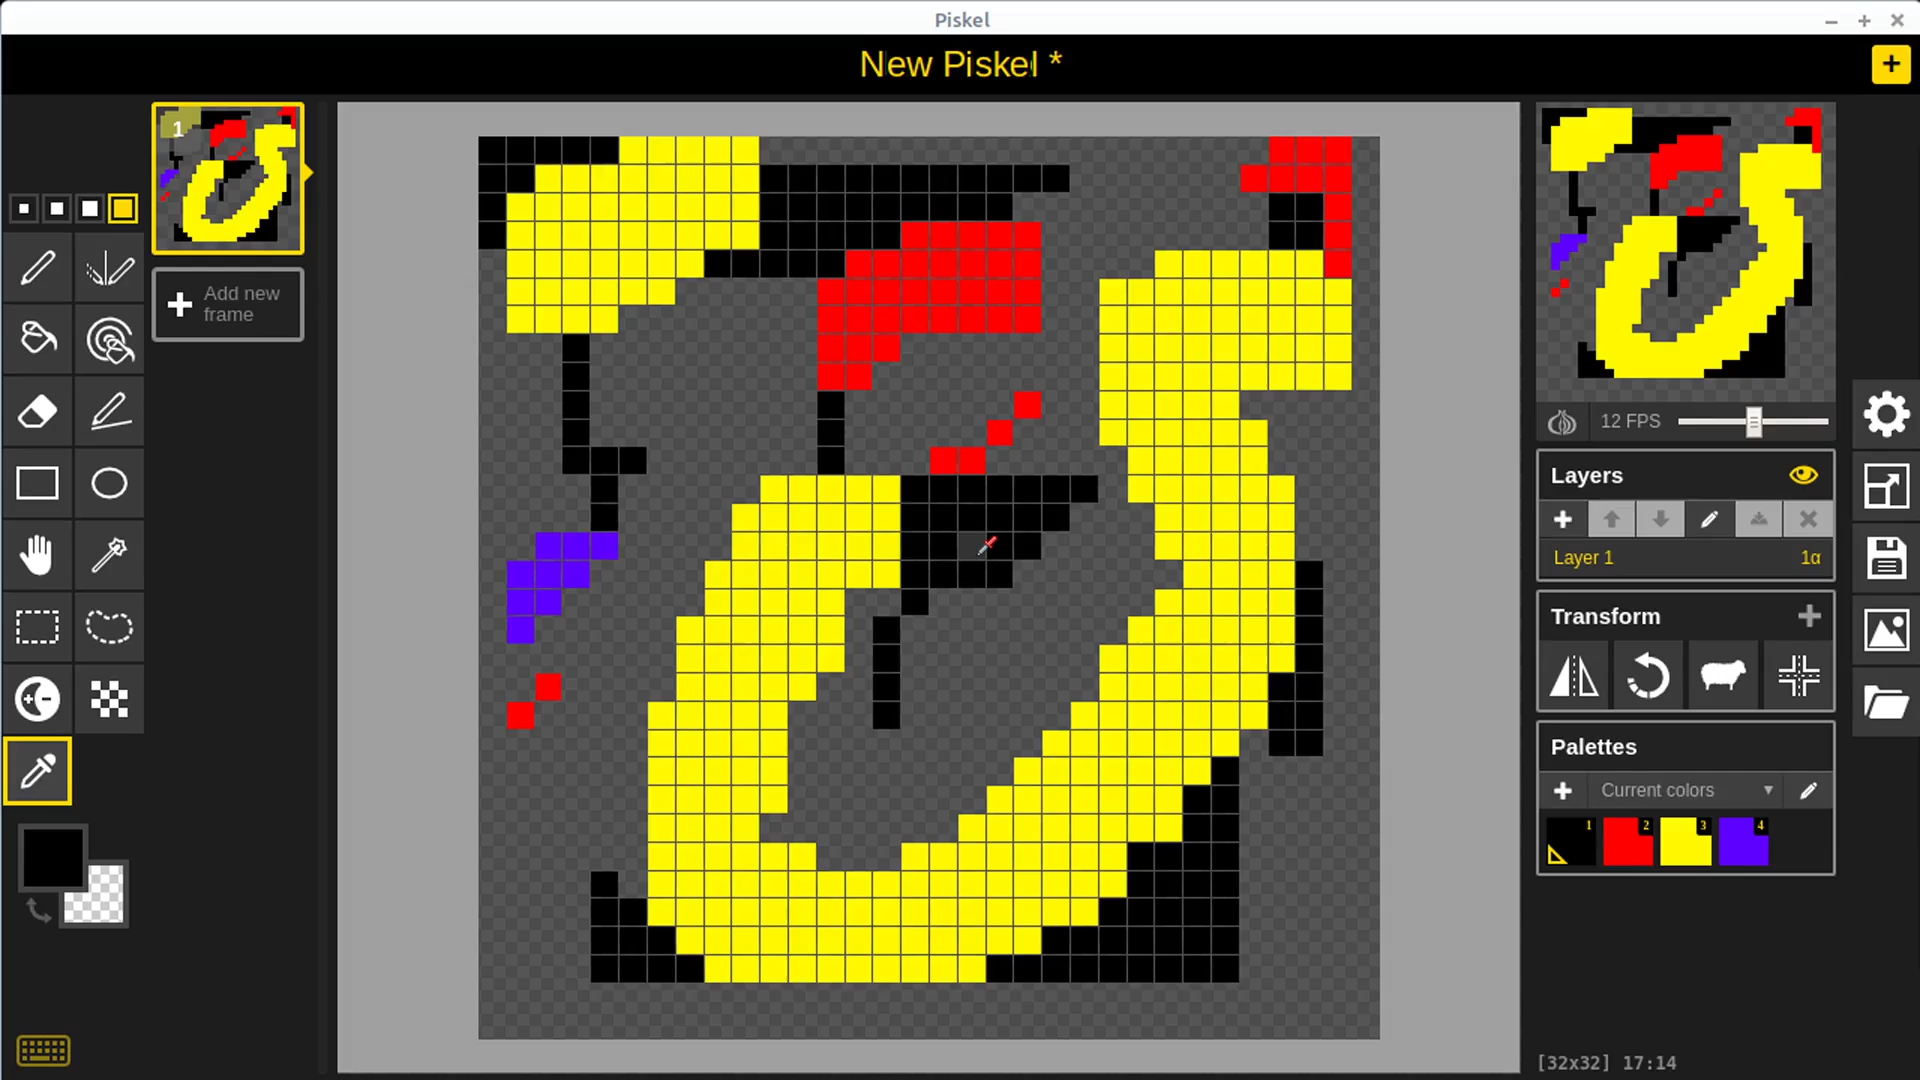 Piskel
New Piskel *
1
Add new
frame
12 FPS
Layers
Layer 1
1α
Transform
Palettes
Current colors
1
2
3
4
[32x32] 17:14